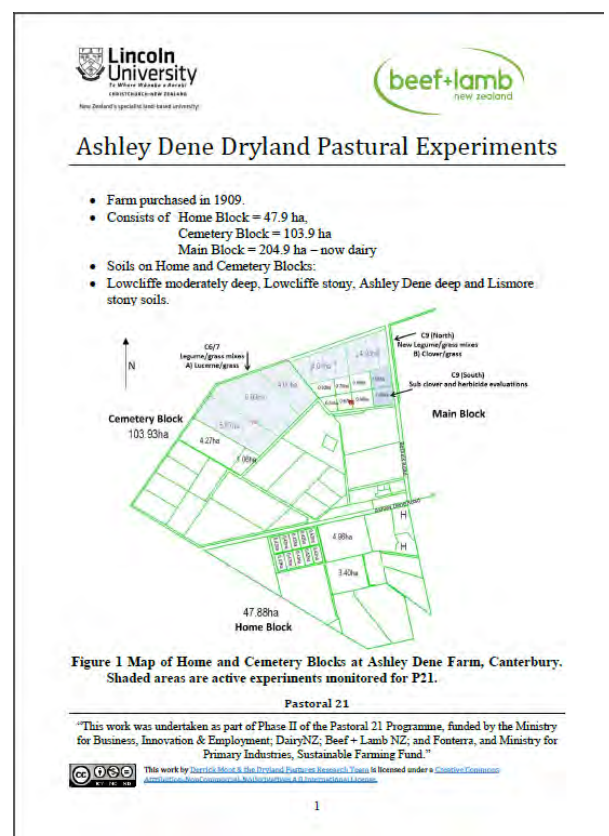 Lincoln
University
Te Whare Wānaka o Aoraki
CHRISTCHURCH•NEW ZEALAND
New Zealand's specialist land-based university
beef+lamb
new zealand
Ashley Dene Dryland Pastural Experiments
• Farm purchased in 1909.
• Consists of Home Block = 47.9 ha,
Cemetery Block = 103.9 ha
Main Block = 204.9 ha – now dairy
• Soils on Home and Cemetery Blocks:
• Lowcliffe moderately deep, Lowcliffe stony, Ashley Dene deep and Lismore
stony soils.
C6/7
Legume/grass mixes
A) Lucerne/grass
C9 (North)
New Legume/grass mixes
B) Clover/grass
N
C9 (South)
Sub clover and herbicide evaluations
Cemetery Block
103.93ha
Main Block
4.27ha
H
4.98ha
H
3.40ha
47.88ha
Home Block
Figure 1 Map of Home and Cemetery Blocks at Ashley Dene Farm, Canterbury.
Shaded areas are active experiments monitored for P21.
Pastoral 21
“This work was undertaken as part of Phase II of the Pastoral 21 Programme, funded by the Ministry
for Business, Innovation & Employment; DairyNZ; Beef + Lamb NZ; and Fonterra, and Ministry for
Primary Industries, Sustainable Farming Fund.”
cc BY NC ND
This work by Derrick Moot & the Dryland Pastures Research Team is licensed under a Creative Commons
Attribution-NonCommercial-NoDerivatives 4.0 International License.
1